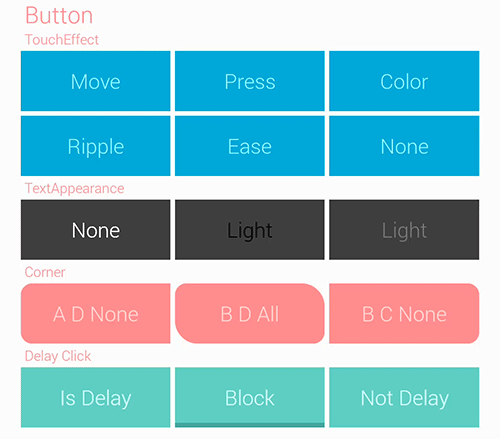 Button
TouchEffect
Move Press Color
Ripple Ease None
TextAppearance
None Light Light
Corner
A D None B D All B C None
Delay Click
Is Delay Block Not Delay